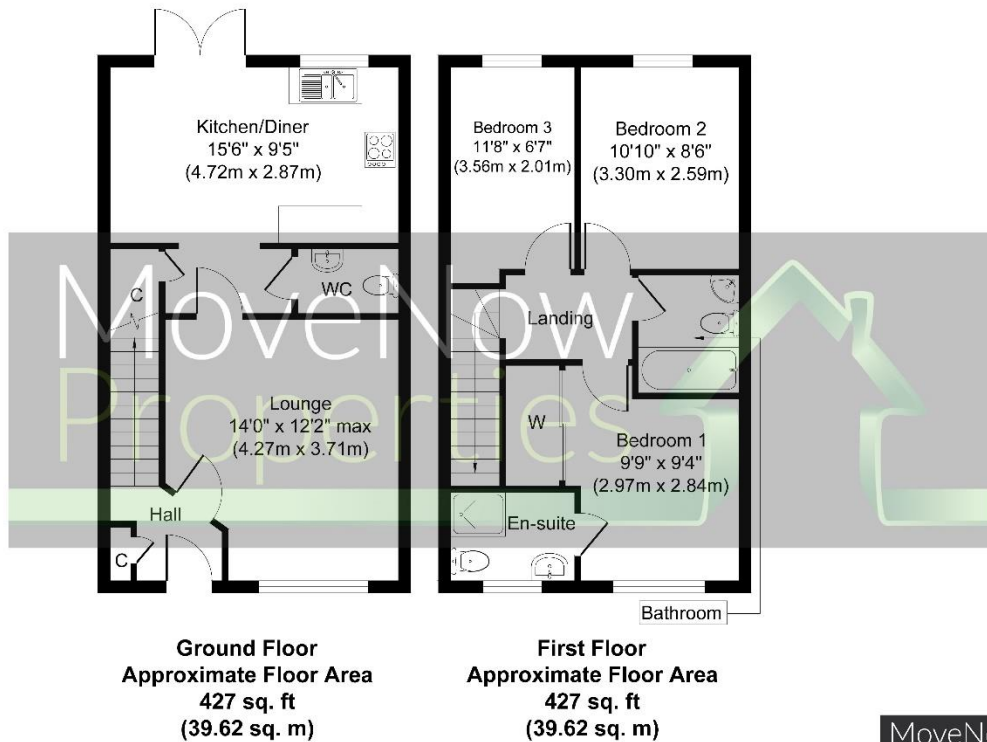 Kitchen/Diner
15'6" x 9'5"
(4.72m x 2.87m)
C
WC
Lounge
14'0" x 12'2" max
(4.27m x 3.71m)
Hall
C
Ground Floor
Approximate Floor Area
427 sq. ft
(39.62 sq. m)
Bedroom 3
11'8" x 6'7"
(3.56m x 2.01m)
Bedroom 2
10'10" x 8'6"
(3.30m x 2.59m)
Landing
W
Bedroom 1
9'9" x 9'4"
(2.97m x 2.84m)
En-suite
Bathroom
First Floor
Approximate Floor Area
427 sq. ft
(39.62 sq. m)
MoveNow
Properties
MoveNo